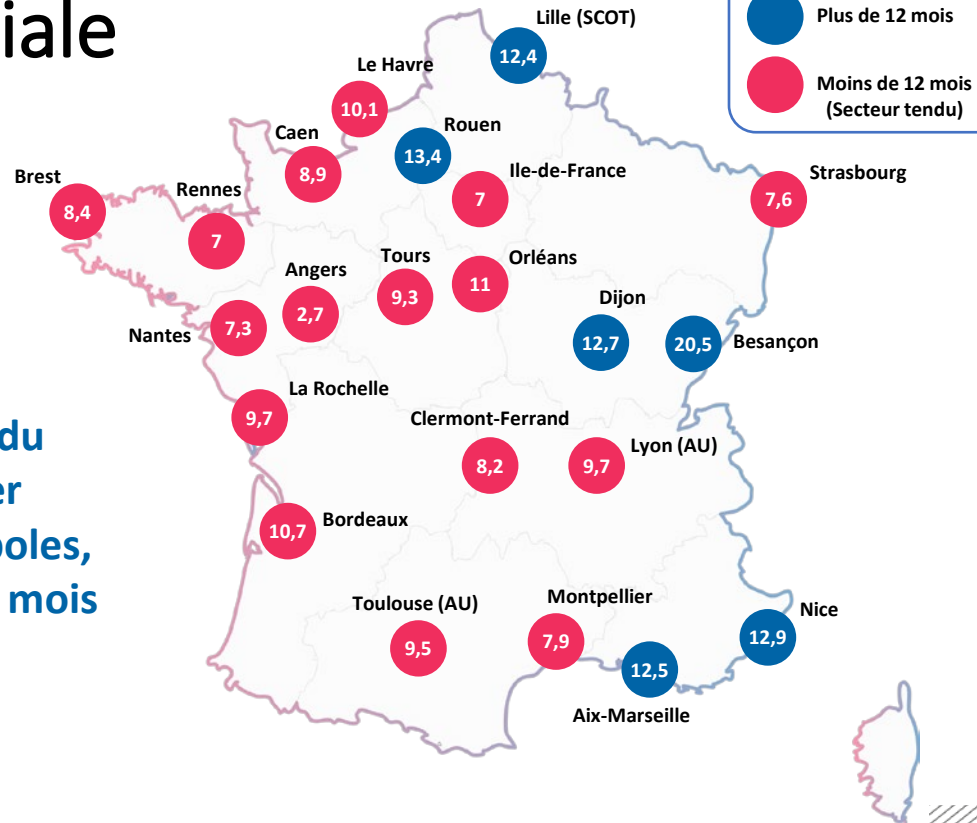 iale
Plus de 12 mois
Moins de 12 mois
(Secteur tendu)
Lille (SCOT)
12,4
Le Havre
10,1
Rouen
13,4
Caen
8,9
Ile-de-France
7
Strasbourg
7,6
Brest
8,4
Rennes
7
Angers
2,7
Tours
9,3
Orléans
11
Dijon
12,7
20,5
Besançon
Nantes
7,3
La Rochelle
9,7
Clermont-Ferrand
8,2
Lyon (AU)
9,7
du
er
poles,
mois
Bordeaux
10,7
Toulouse (AU)
9,5
Montpellier
7,9
Nice
12,9
12,5
Aix-Marseille